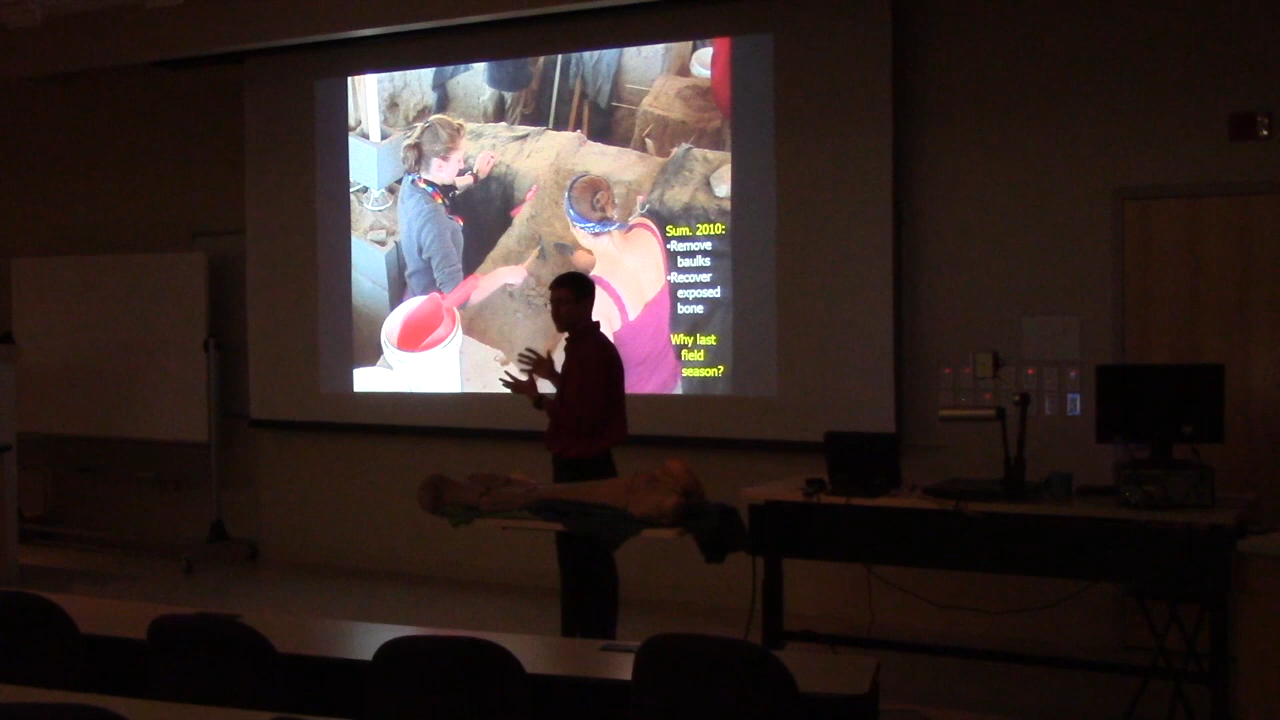 Sum. 2010:
•Remove
baulks
•Recover
exposed
bone
Why last
field
season?